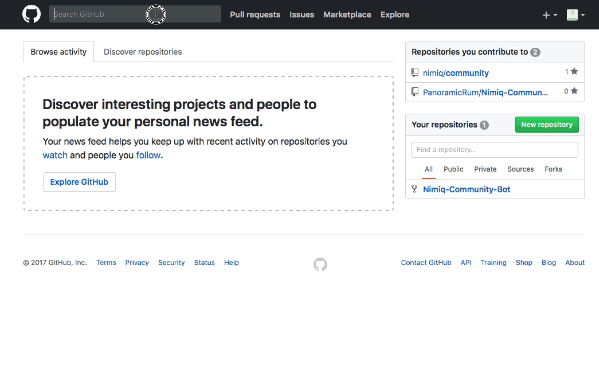 Search GitHub
Pull requests Issues Marketplace Explore
Browse activity Discover repositories
Discover interesting projects and people to
populate your personal news feed.
Your news feed helps you keep up with recent activity on repositories you
watch and people you follow.
Explore GitHub
Repositories you contribute to 2
nimiq/community 1
PanoramicRum/Nimiq-Commun... 0
Your repositories 1 New repository
Find a repository...
All Public Private Sources Forks
Nimiq-Community-Bot
© 2017 GitHub, Inc. Terms Privacy Security Status Help
Contact GitHub API Training Shop Blog About